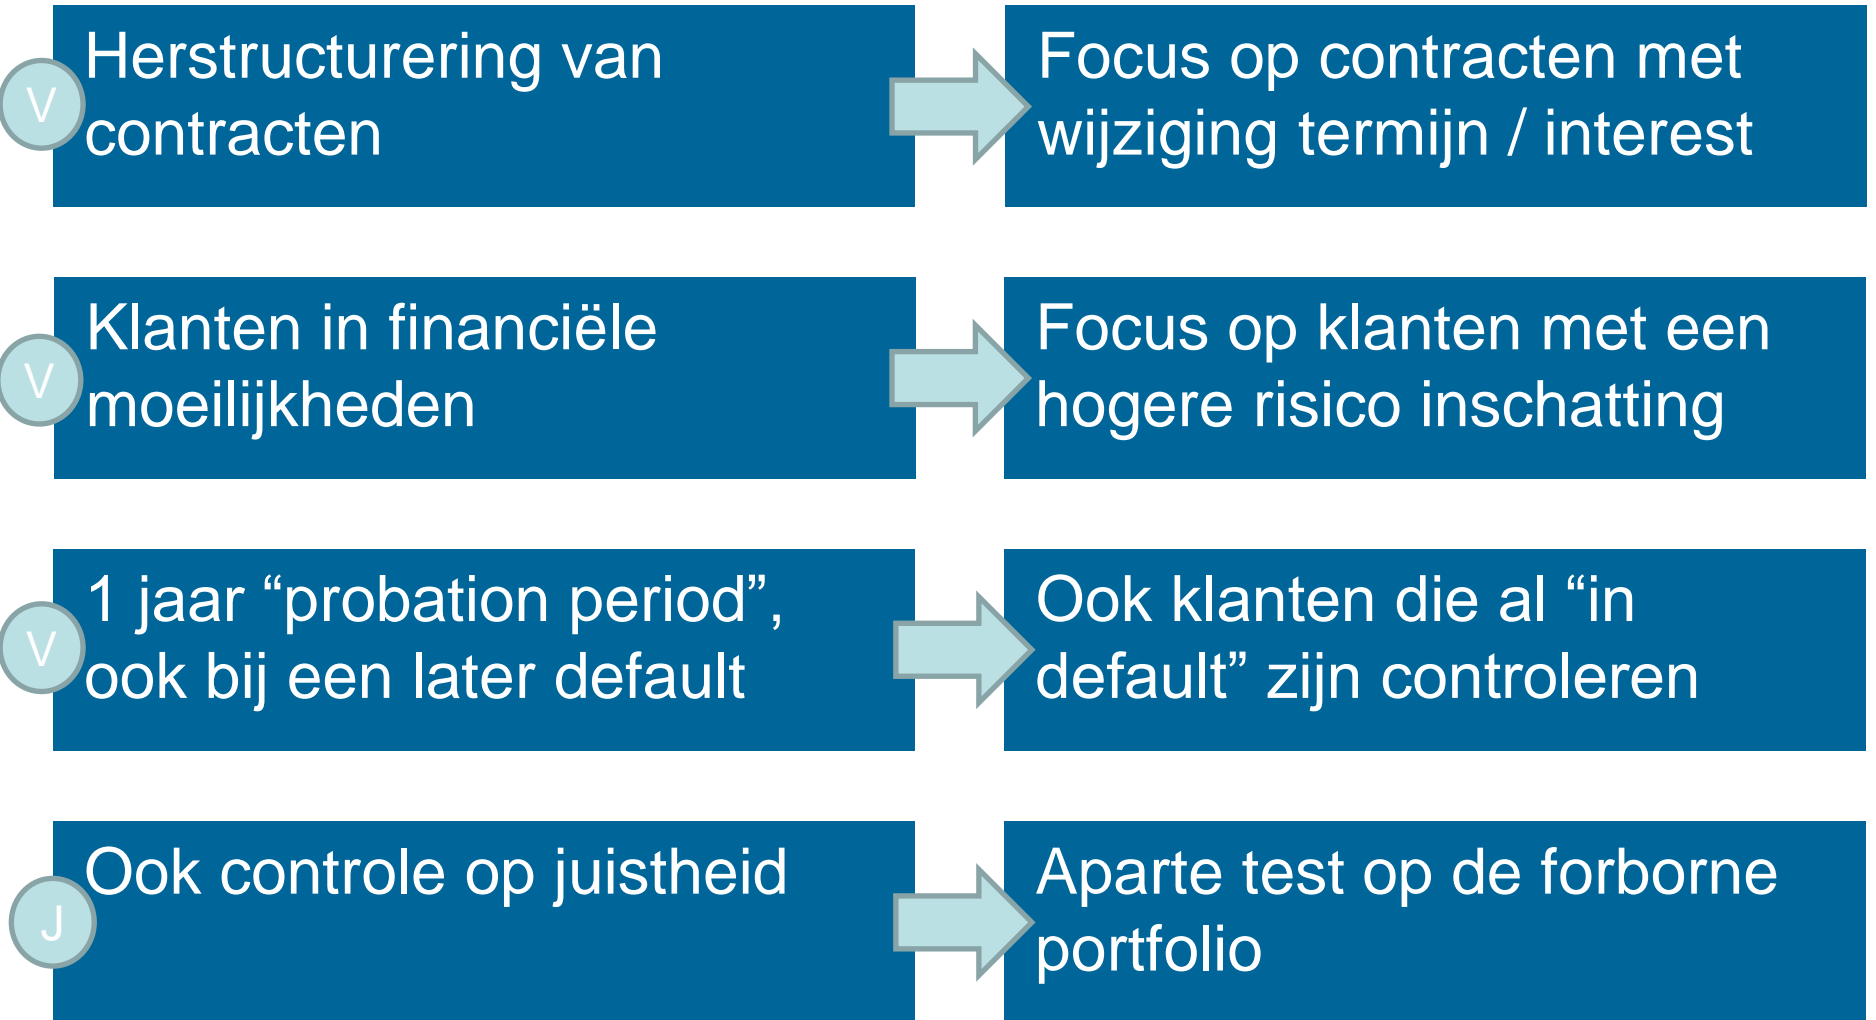 V
Herstructurering van
contracten
Focus op contracten met
wijziging termijn / interest
V
Klanten in financiële
moeilijkheden
Focus op klanten met een
hogere risico inschatting
V
1 jaar “probation period”,
ook bij een later default
Ook klanten die al “in
default” zijn controleren
J
Ook controle op juistheid
Aparte test op de forborne
portfolio